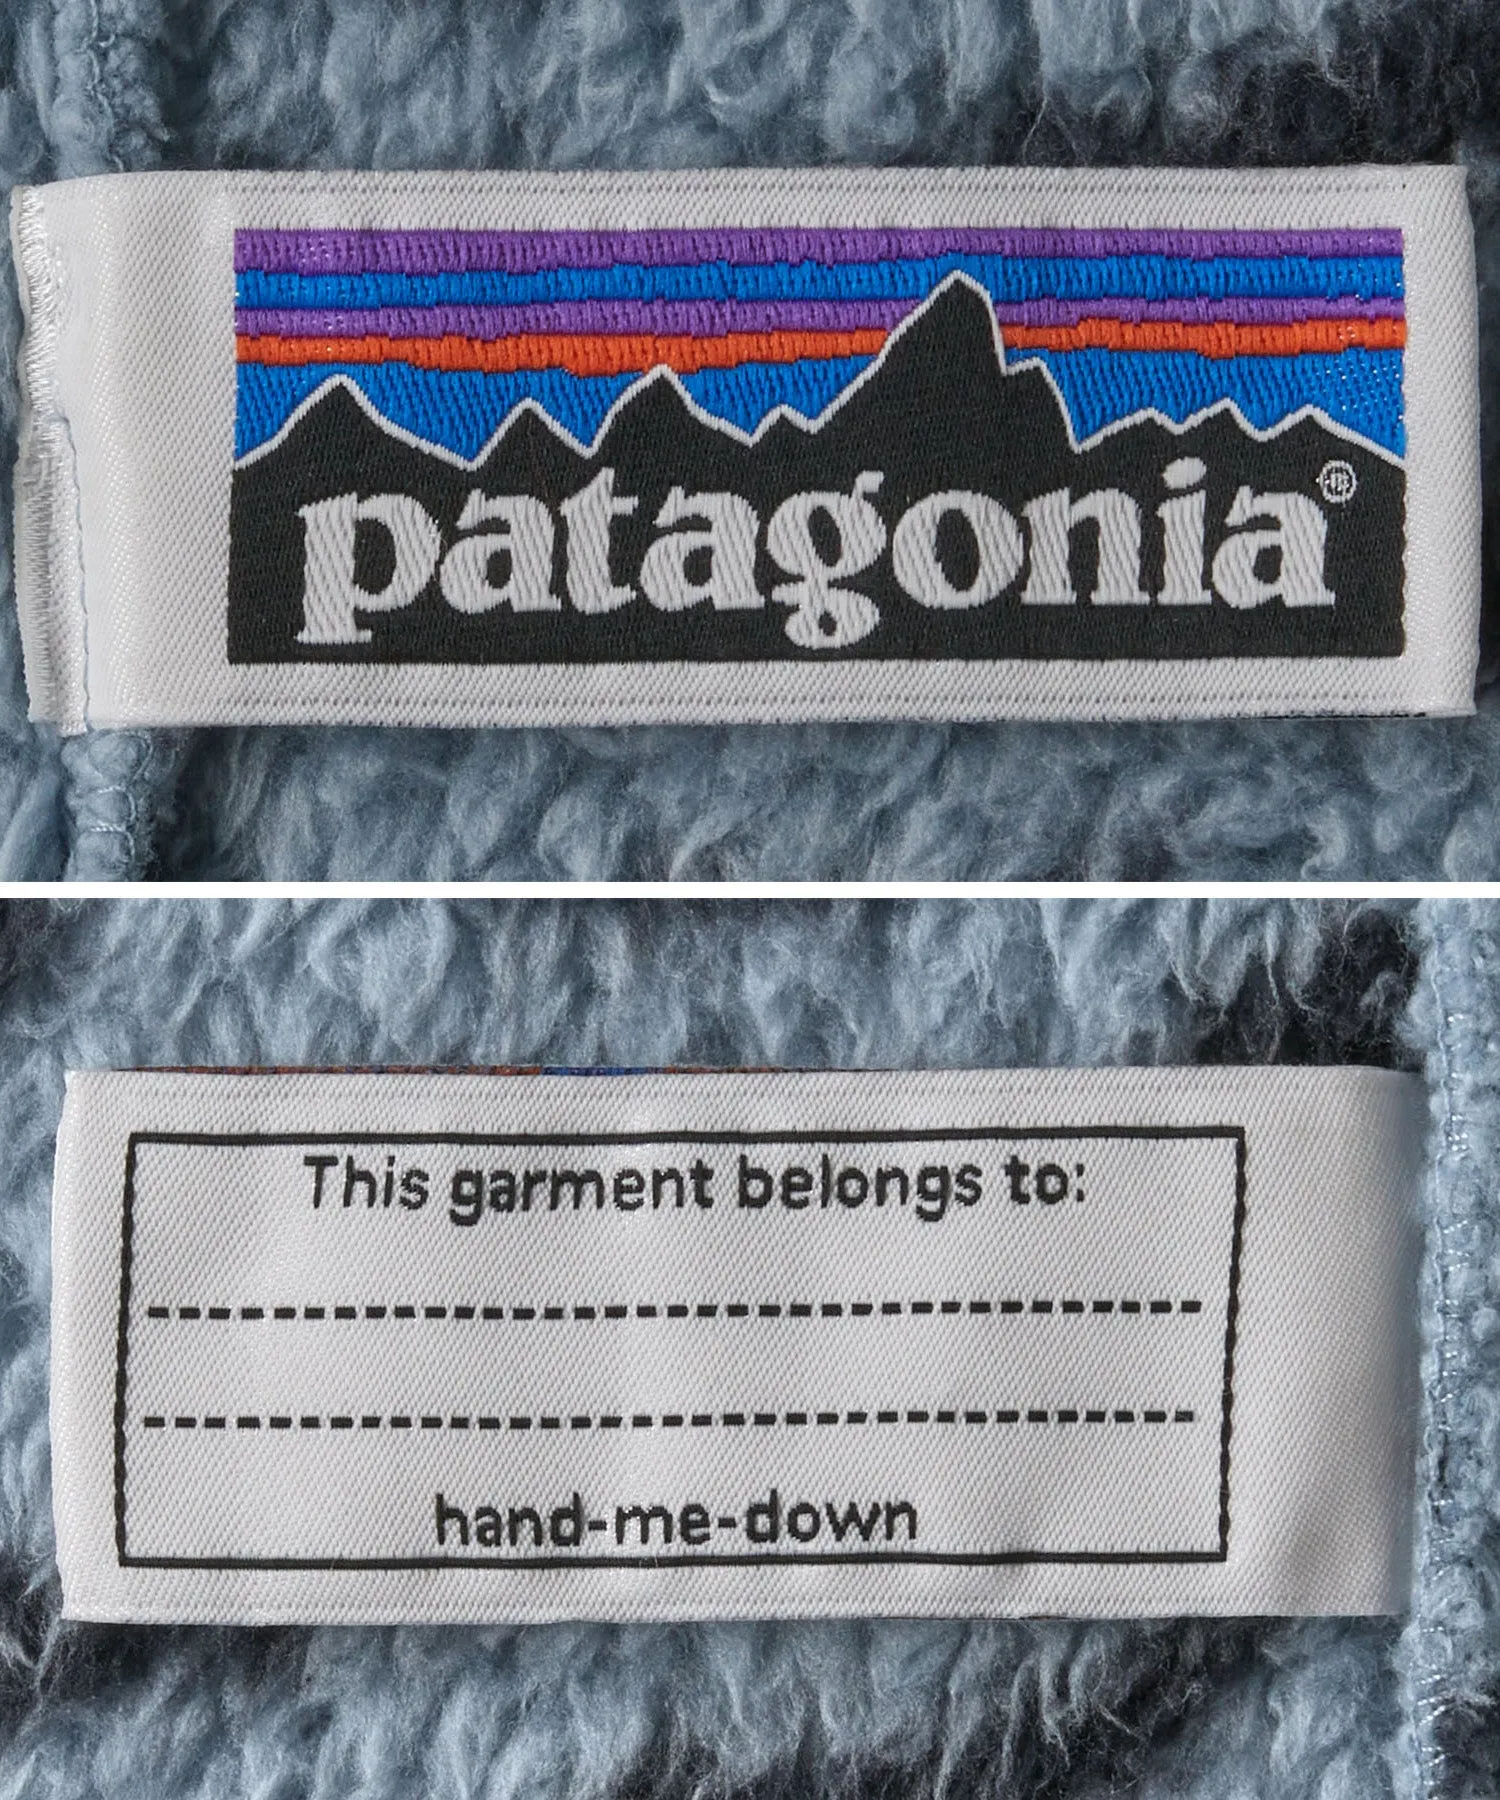 patagonia®
This garment belongs to:
hand-me-down